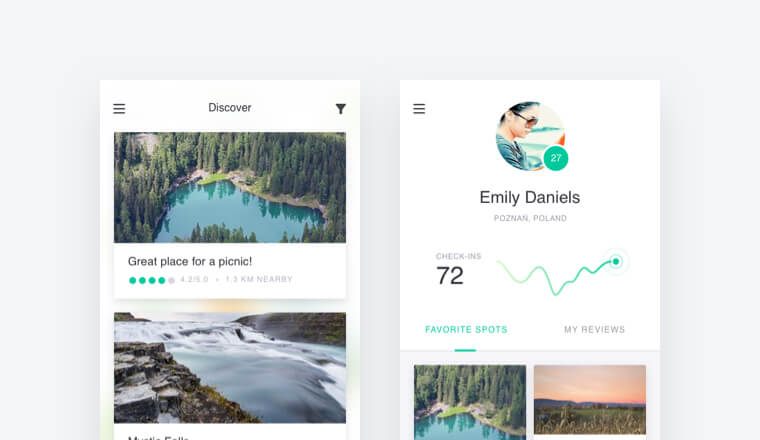 Discover
Great place for a picnic!
4.2/5.0 • 1.3 KM NEARBY
Mystic Falls
27
Emily Daniels
POZNAŃ, POLAND
CHECK-INS
72
FAVORITE SPOTS
MY REVIEWS